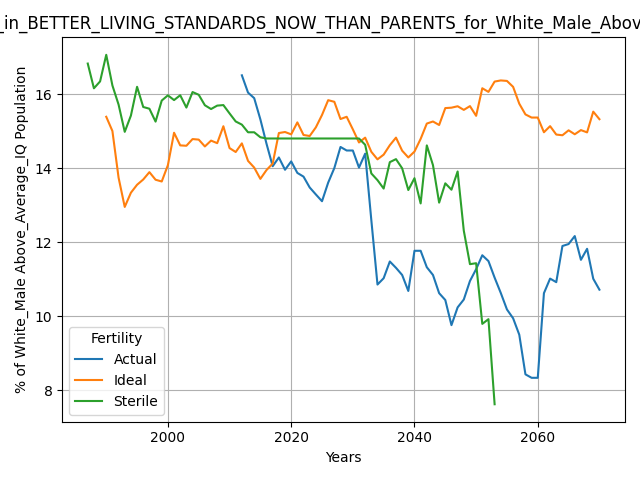 _in_BETTER_LIVING_STANDARDS_NOW_THAN_PARENTS_for_White_Male_Abov
% of White_Male Above_Average_IQ Population
16
14
12
10
8
Fertility
Actual
Ideal
Sterile
2000 2020 2040 2060
Years